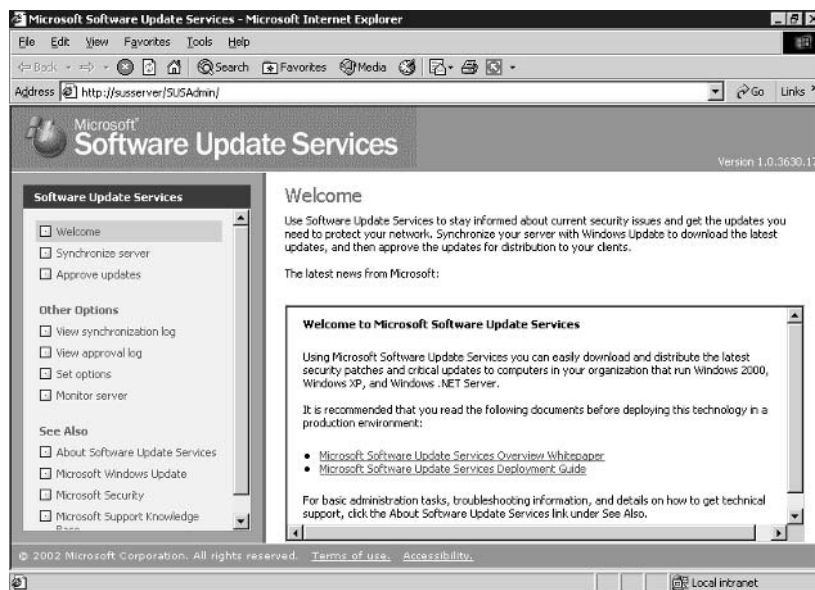 Microsoft Software Update Services - Microsoft Internet Explorer
File Edit View Favorites Tools Help
Back Search Favorites Media
Address http://susserver/SUSAdmin/ Go Links
Microsoft
Software Update Services
Version 1.0.3630.1
Software Update Services
Welcome
Synchronize server
Approve updates
Other Options
View synchronization log
View approval log
Set options
Monitor server
See Also
About Software Update Services
Microsoft Windows Update
Microsoft Security
Microsoft Support Knowledge
Base
Welcome
Use Software Update Services to stay informed about current security issues and get the updates you
need to protect your network. Synchronize your server with Windows Update to download the latest
updates, and then approve the updates for distribution to your clients.
The latest news from Microsoft:
Welcome to Microsoft Software Update Services
Using Microsoft Software Update Services you can easily download and distribute the latest
security patches and critical updates to computers in your organization that run Windows 2000,
Windows XP, and Windows .NET Server.
It is recommended that you read the following documents before deploying this technology in a
production environment:
• Microsoft Software Update Services Overview Whitepaper
• Microsoft Software Update Services Deployment Guide
For basic administration tasks, troubleshooting information, and details on how to get technical
support, click the About Software Update Services link under See Also.
© 2002 Microsoft Corporation. All rights reserved. Terms of use. Accessibility.
Local intranet